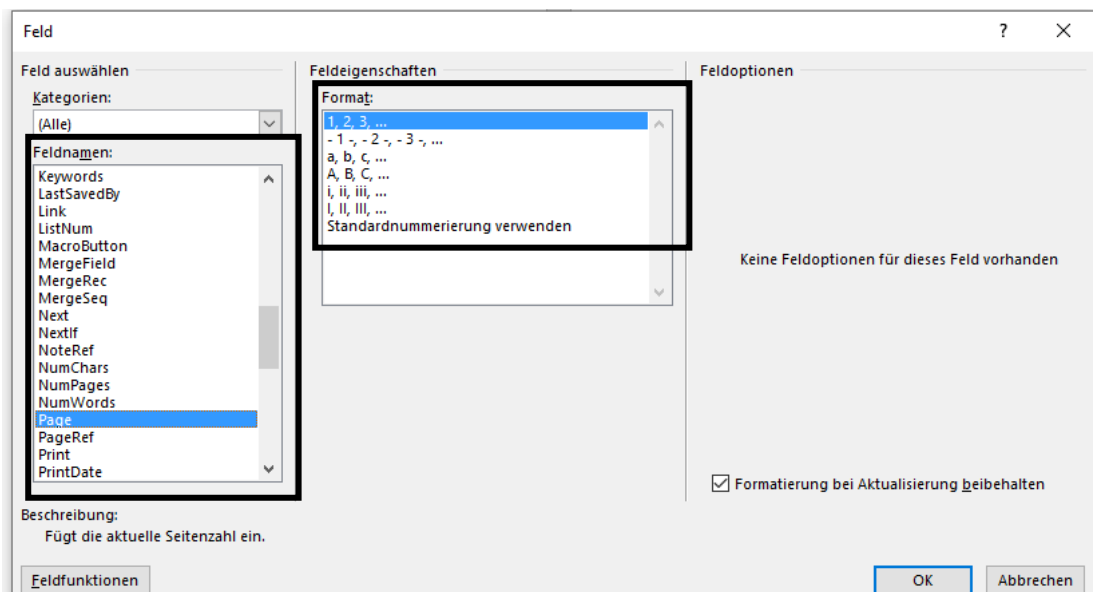 Feld
?
Feld auswählen
Kategorien:
(Alle)
Feldnamen:
Keywords
LastSavedBy
Link
ListNum
MacroButton
MergeField
MergeRec
MergeSeq
Next
NextIf
NoteRef
NumChars
NumPages
NumWords
Page
PageRef
Print
PrintDate
Feldeigenschaften
Format:
1, 2, 3, ...
- 1 -, - 2 -, - 3 -, ...
a, b, c, ...
A, B, C, ...
i, ii, iii, ...
I, II, III, ...
Standardnummerierung verwenden
Feldoptionen
Keine Feldoptionen für dieses Feld vorhanden
Formatierung bei Aktualisierung beibehalten
Beschreibung:
Fügt die aktuelle Seitenzahl ein.
Feldfunktionen
OK
Abbrechen